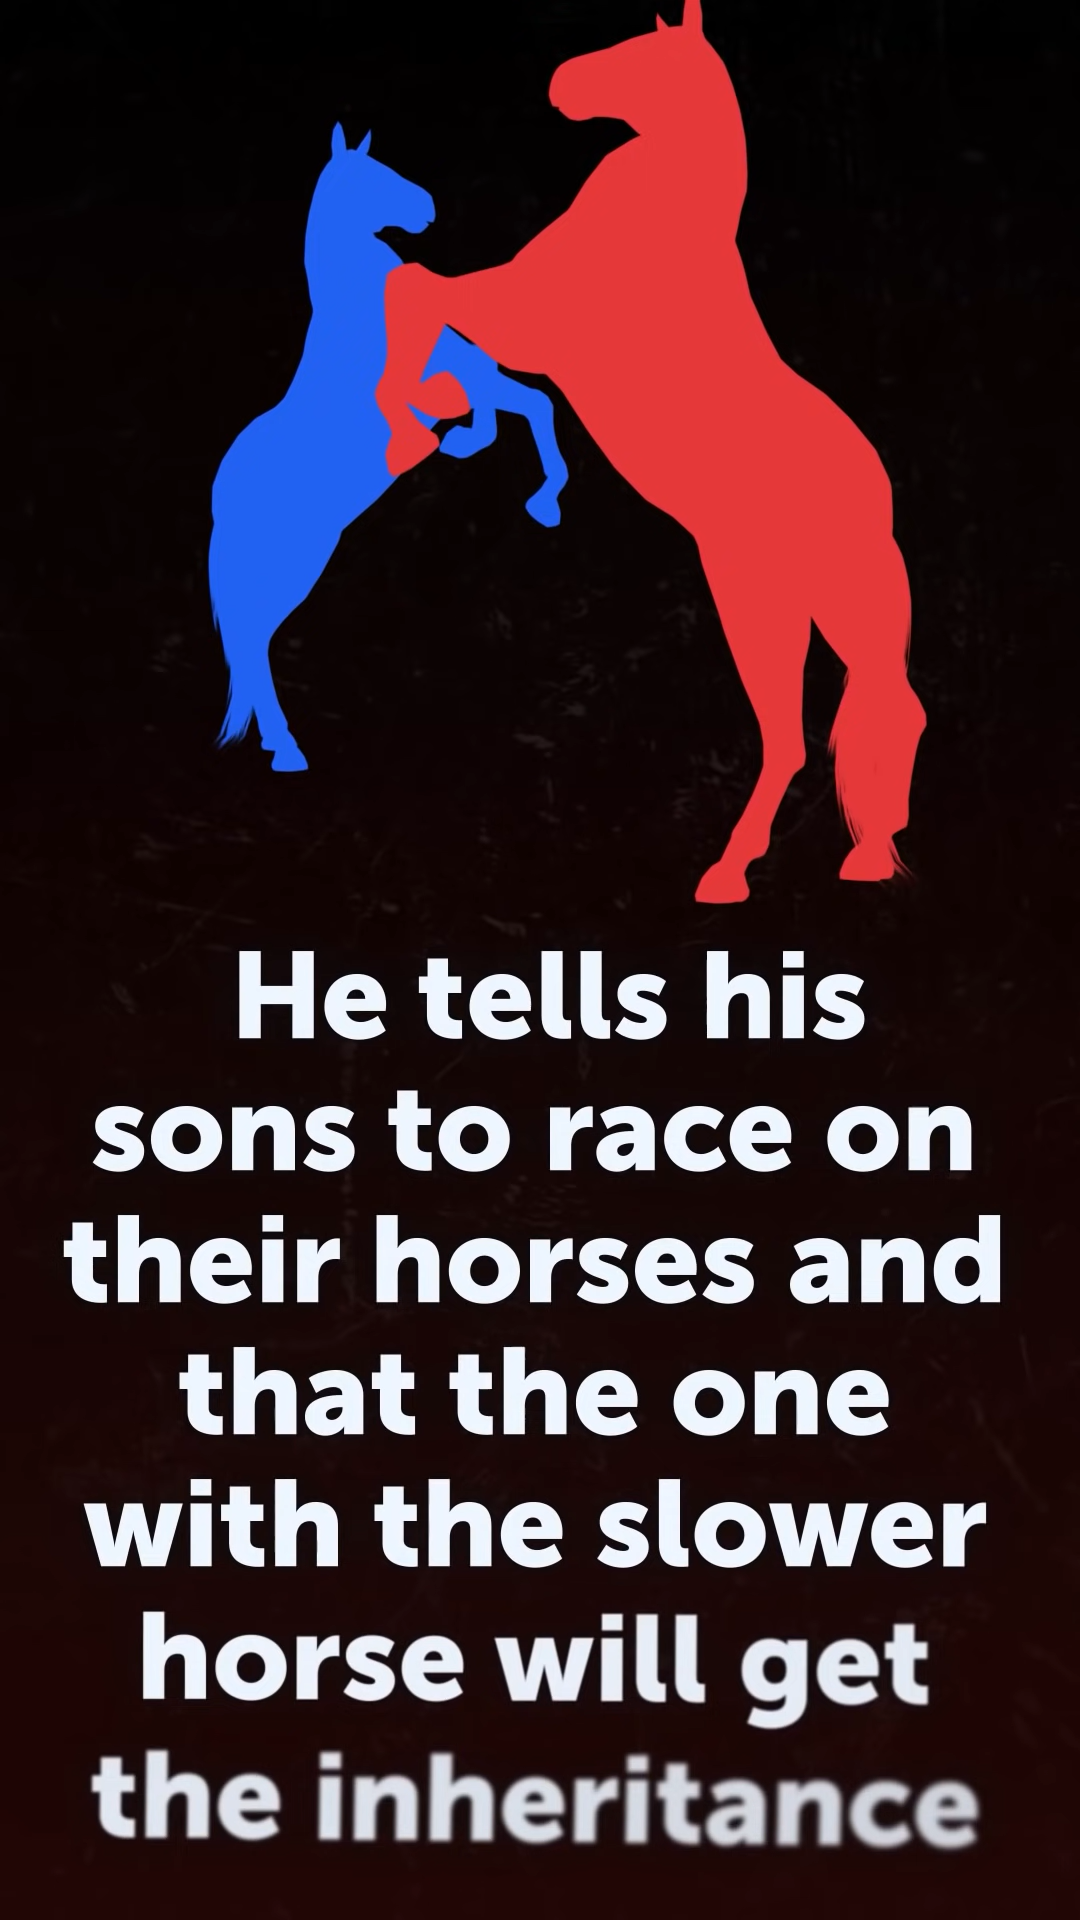 He tells his
sons to race on
their horses and
that the one
with the slower
horse will get
the inheritance